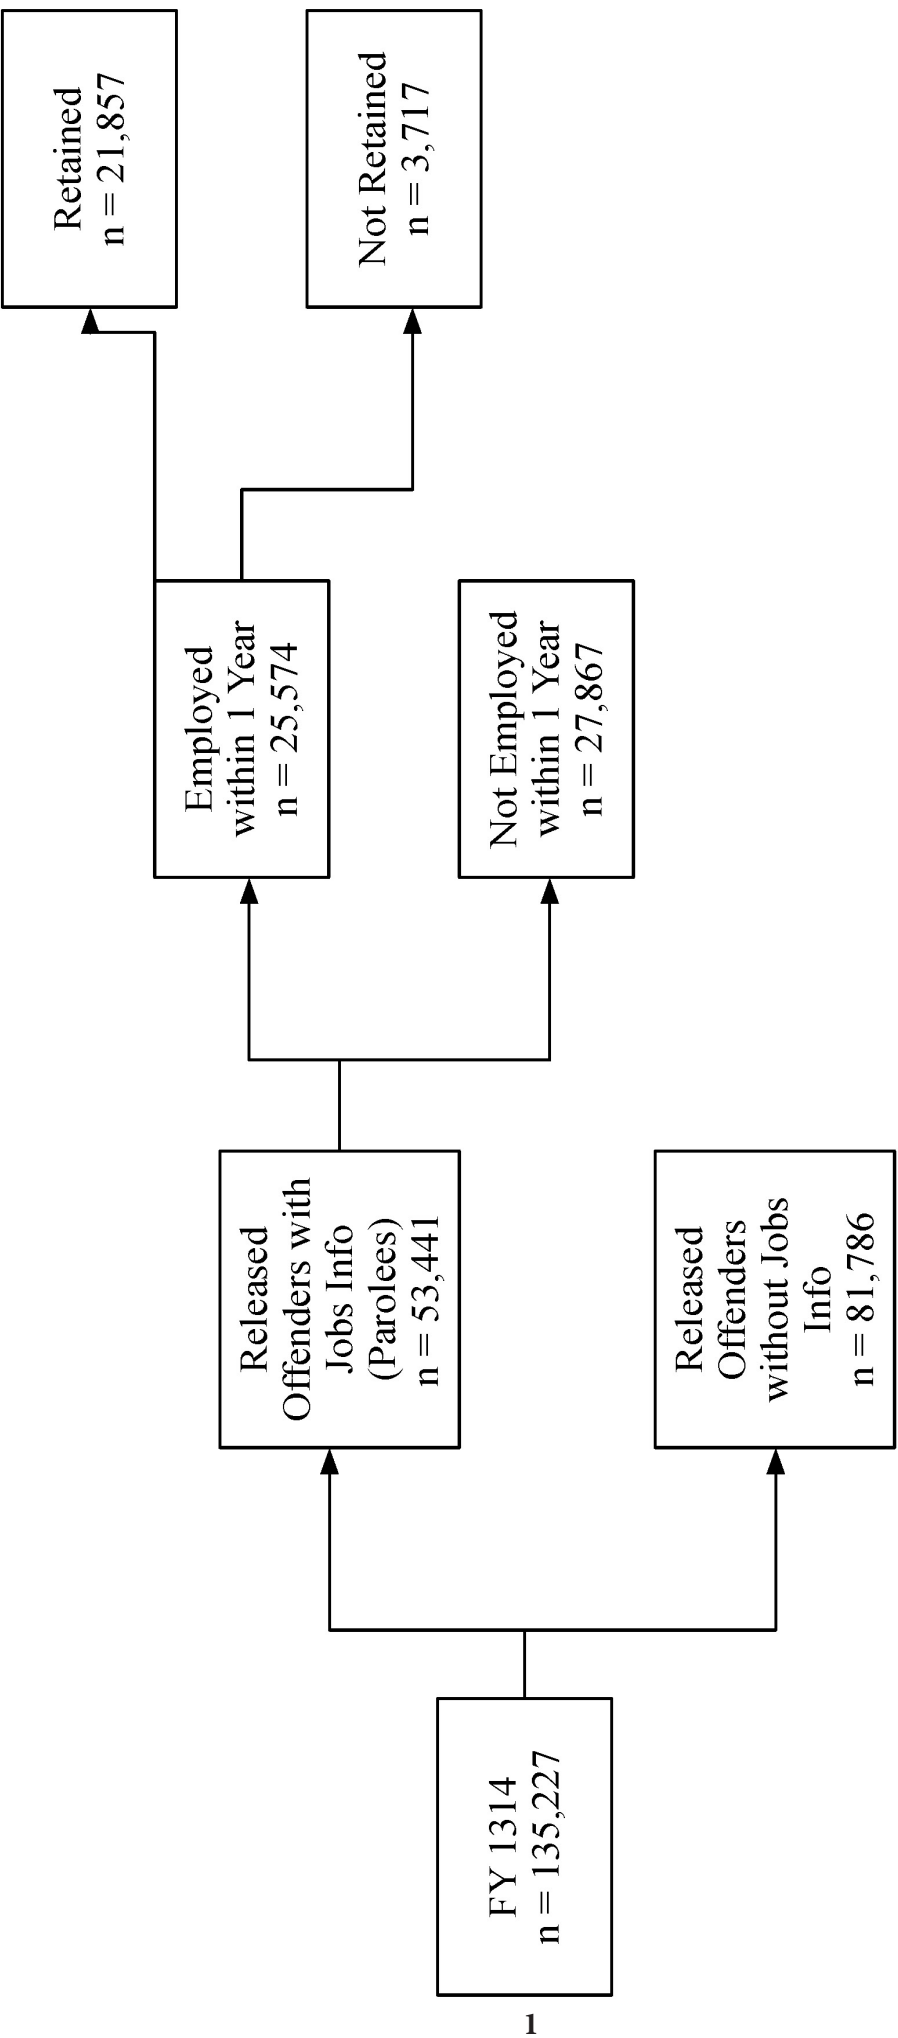 FY 1314
n = 135,227
Released
Offenders with
Jobs Info
(Parolees)
n = 53,441
Released
Offenders
without Jobs
Info
n = 81,786
Employed
within 1 Year
n = 25,574
Not Employed
within 1 Year
n = 27,867
Retained
n = 21,857
Not Retained
n = 3,717
1